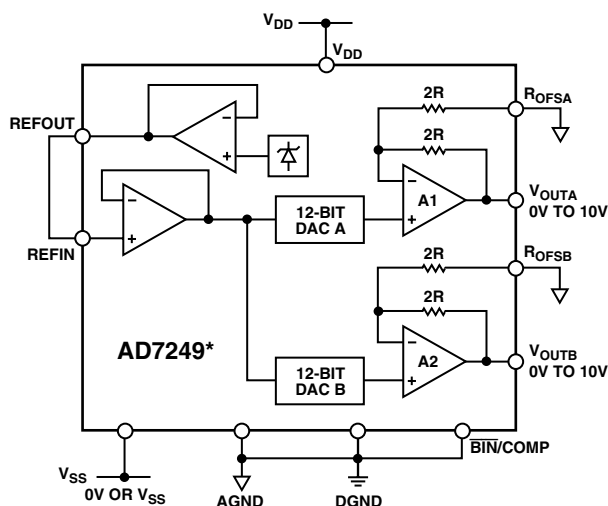 V_DD
V_DD
2R
R_OFSA
REFOUT
2R
A1
V_OUTA
0V TO 10V
12-BIT
DAC A
REFIN
2R
R_OFSB
2R
AD7249*
A2
V_OUTB
0V TO 10V
12-BIT
DAC B
V_SS
0V OR V_SS
AGND
DGND
B̅I̅N̅/COMP